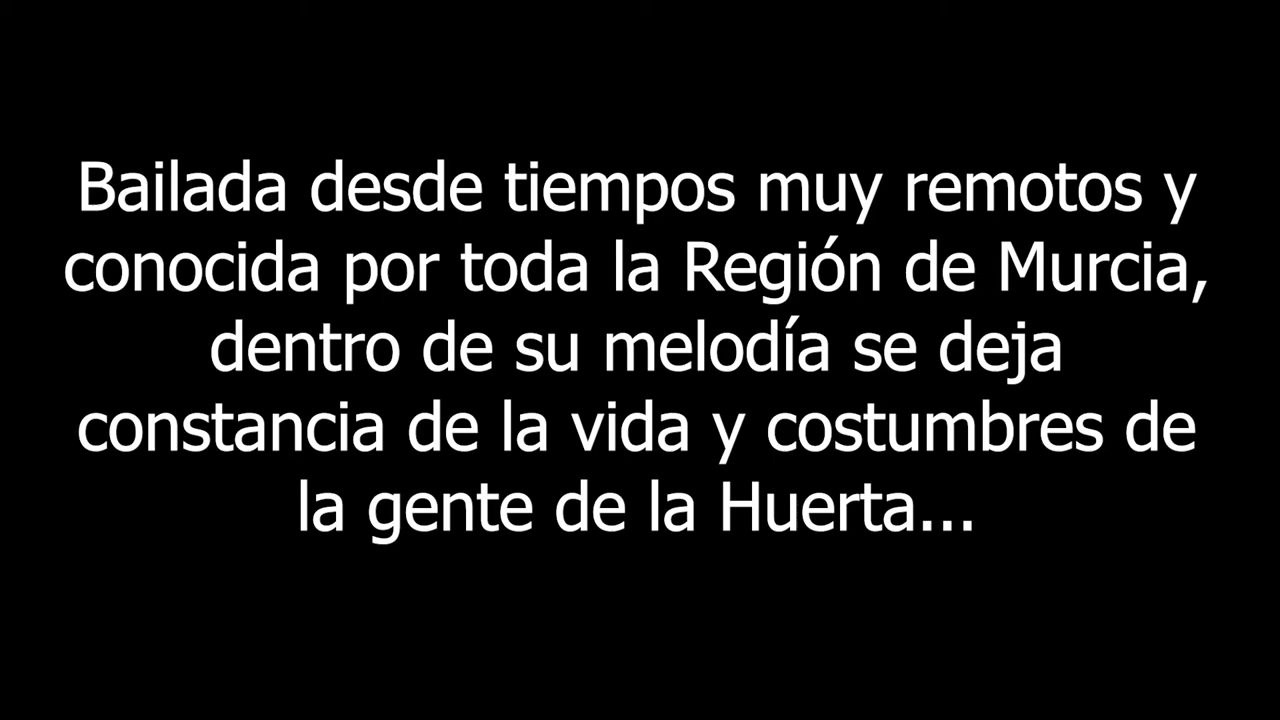 Bailada desde tiempos muy remotos y
conocida por toda la Región de Murcia,
dentro de su melodía se deja
constancia de la vida y costumbres de
la gente de la Huerta...